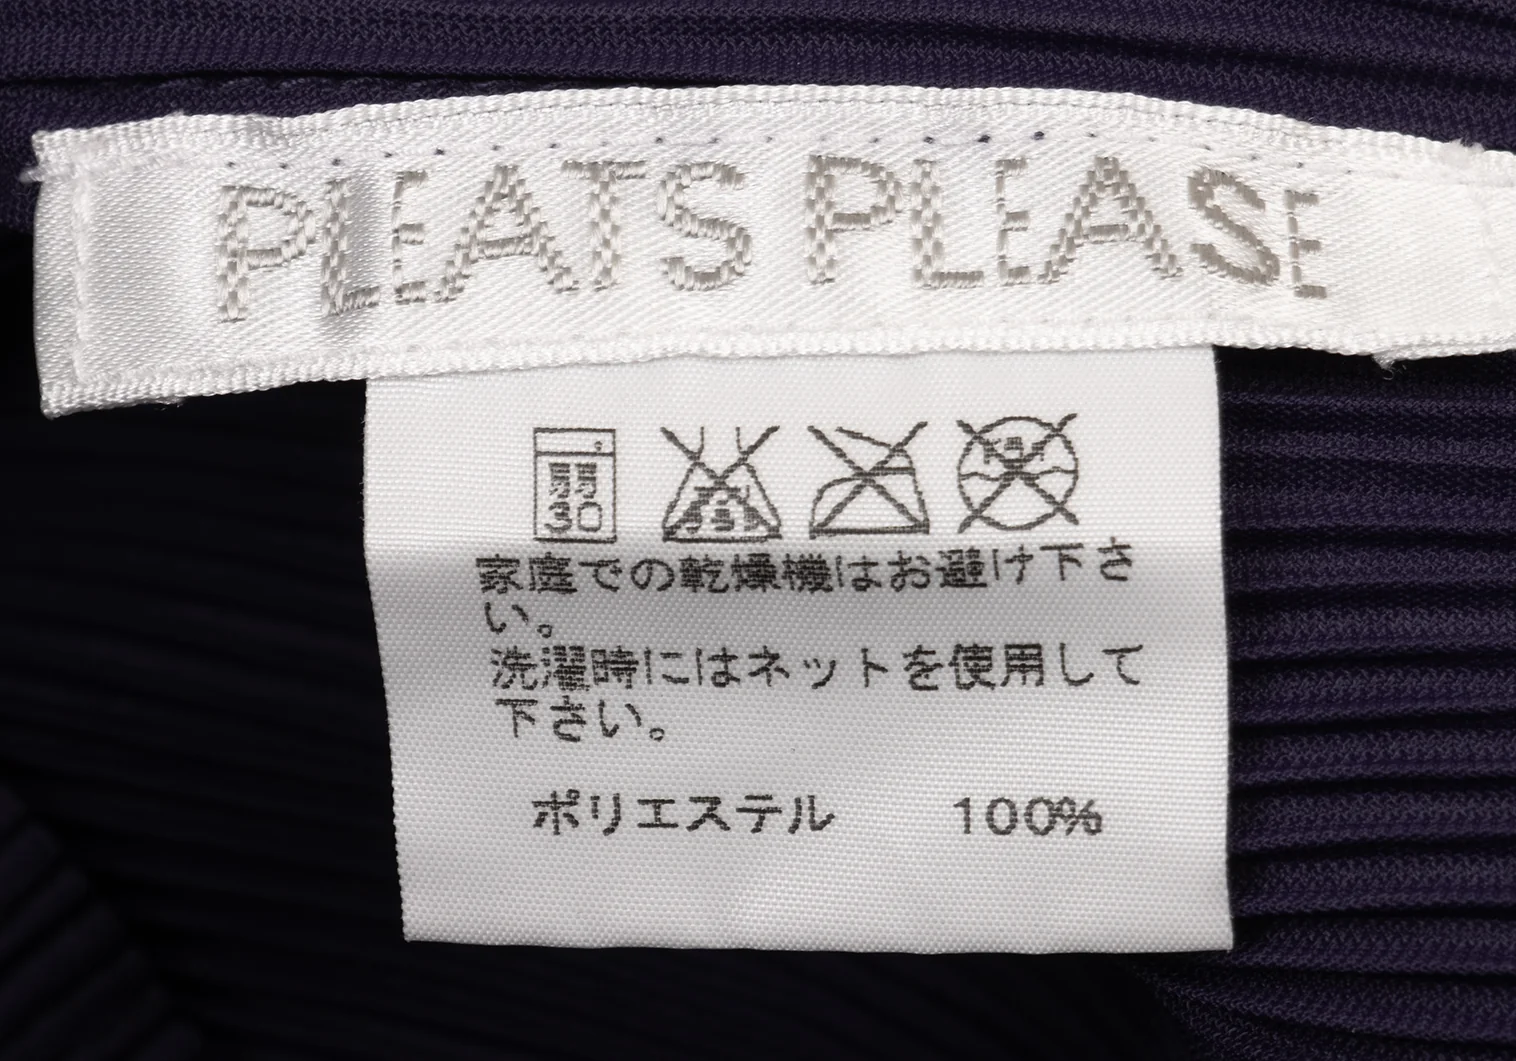 PLEATS PLEASE
弱
30
家庭での乾燥機はお避け下さ
い。
洗濯時にはネットを使用して
下さい。
ポリエステル 100%